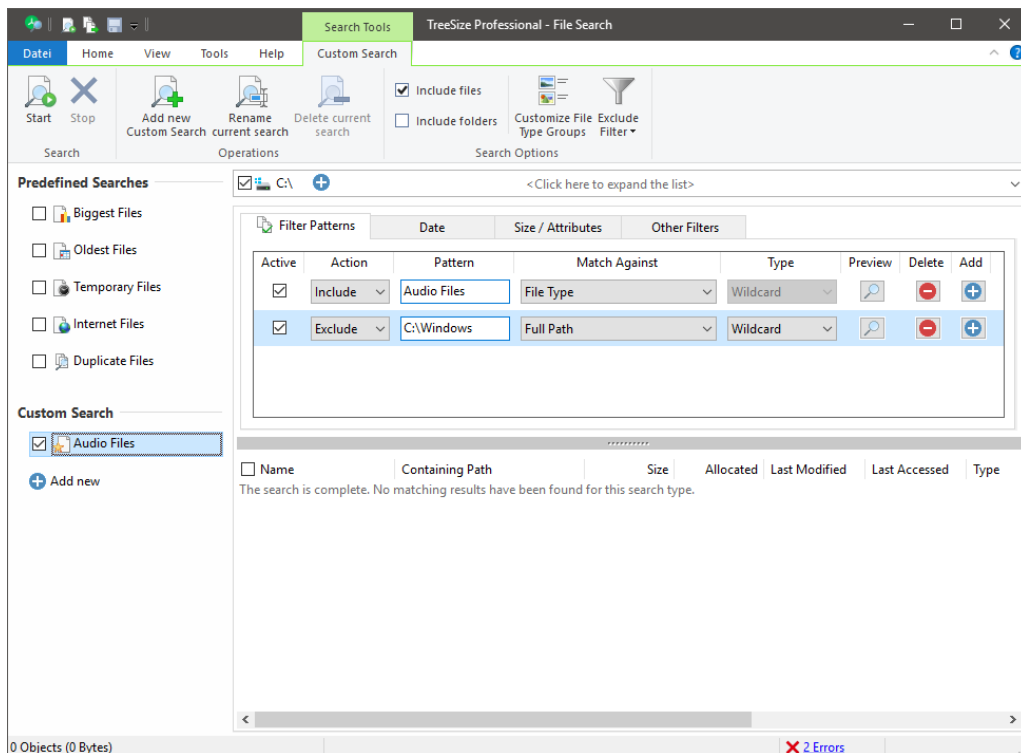 Search Tools
TreeSize Professional - File Search
Datei Home View Tools Help Custom Search
Start Stop Add new Custom Search Rename current search Delete current search Include files Include folders Customize File Type Groups Exclude Filter
Search Operations Search Options
Predefined Searches
Biggest Files
Oldest Files
Temporary Files
Internet Files
Duplicate Files
Custom Search
Audio Files
Add new
C:\ <Click here to expand the list>
Filter Patterns Date Size / Attributes Other Filters
Active Action Pattern Match Against Type Preview Delete Add
Include Audio Files File Type Wildcard
Exclude C:\Windows Full Path Wildcard
Name Containing Path Size Allocated Last Modified Last Accessed Type
The search is complete. No matching results have been found for this search type.
0 Objects (0 Bytes) 2 Errors